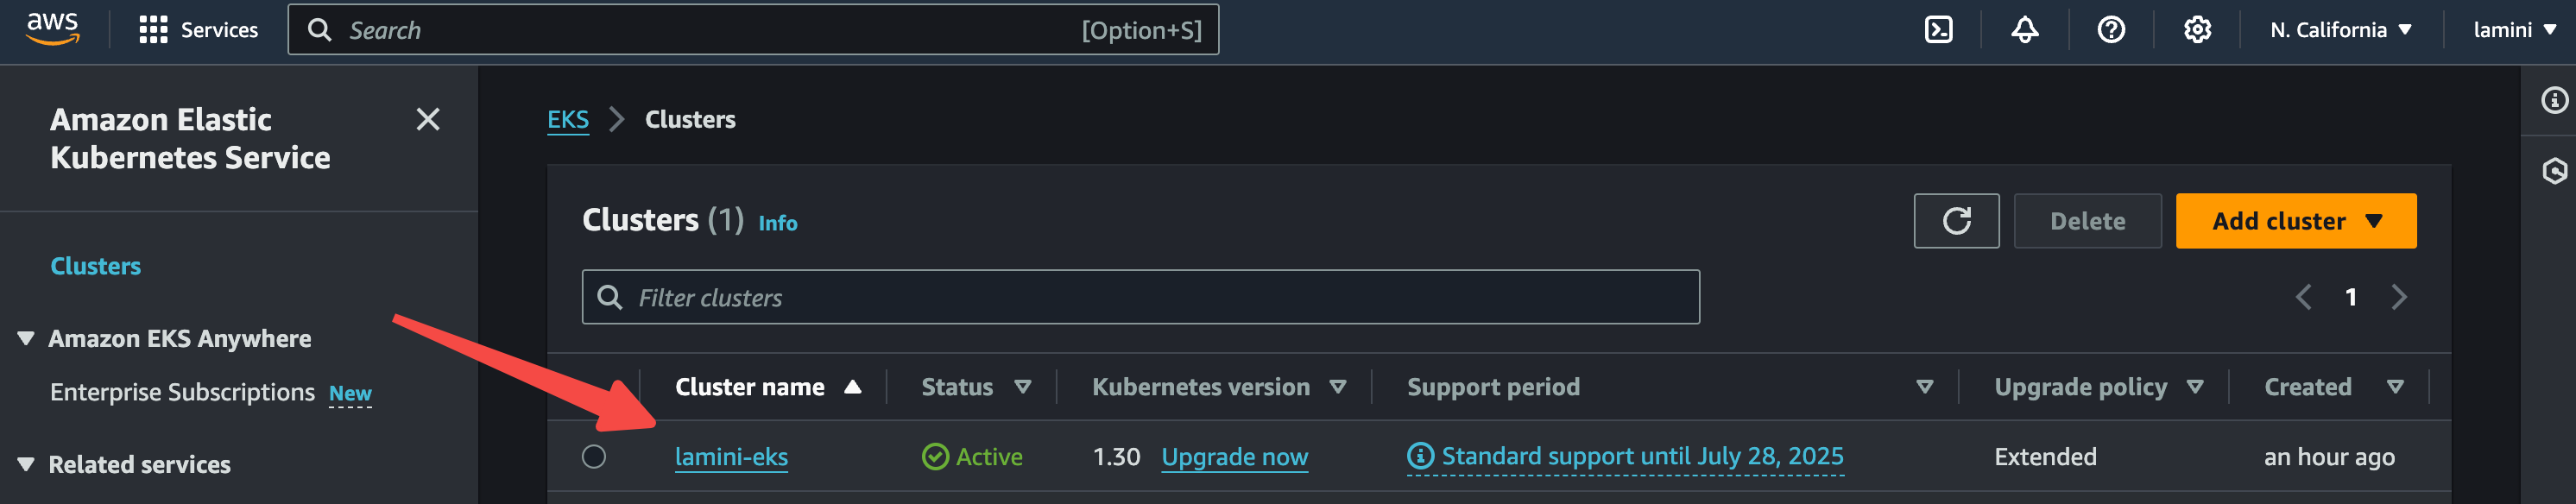 aws
Services
Search [Option+S]
N. California
lamini
Amazon Elastic
Kubernetes Service
Clusters
Amazon EKS Anywhere
Enterprise Subscriptions New
Related services
EKS > Clusters
Clusters (1) Info
Delete
Add cluster
Filter clusters
1
Cluster name Status Kubernetes version Support period Upgrade policy Created
lamini-eks Active 1.30 Upgrade now Standard support until July 28, 2025 Extended an hour ago